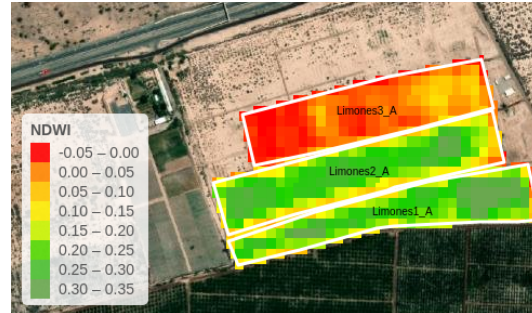 Limones3_A
Limones2_A
Limones1_A
NDWI
-0.05 – 0.00
0.00 – 0.05
0.05 – 0.10
0.10 – 0.15
0.15 – 0.20
0.20 – 0.25
0.25 – 0.30
0.30 – 0.35